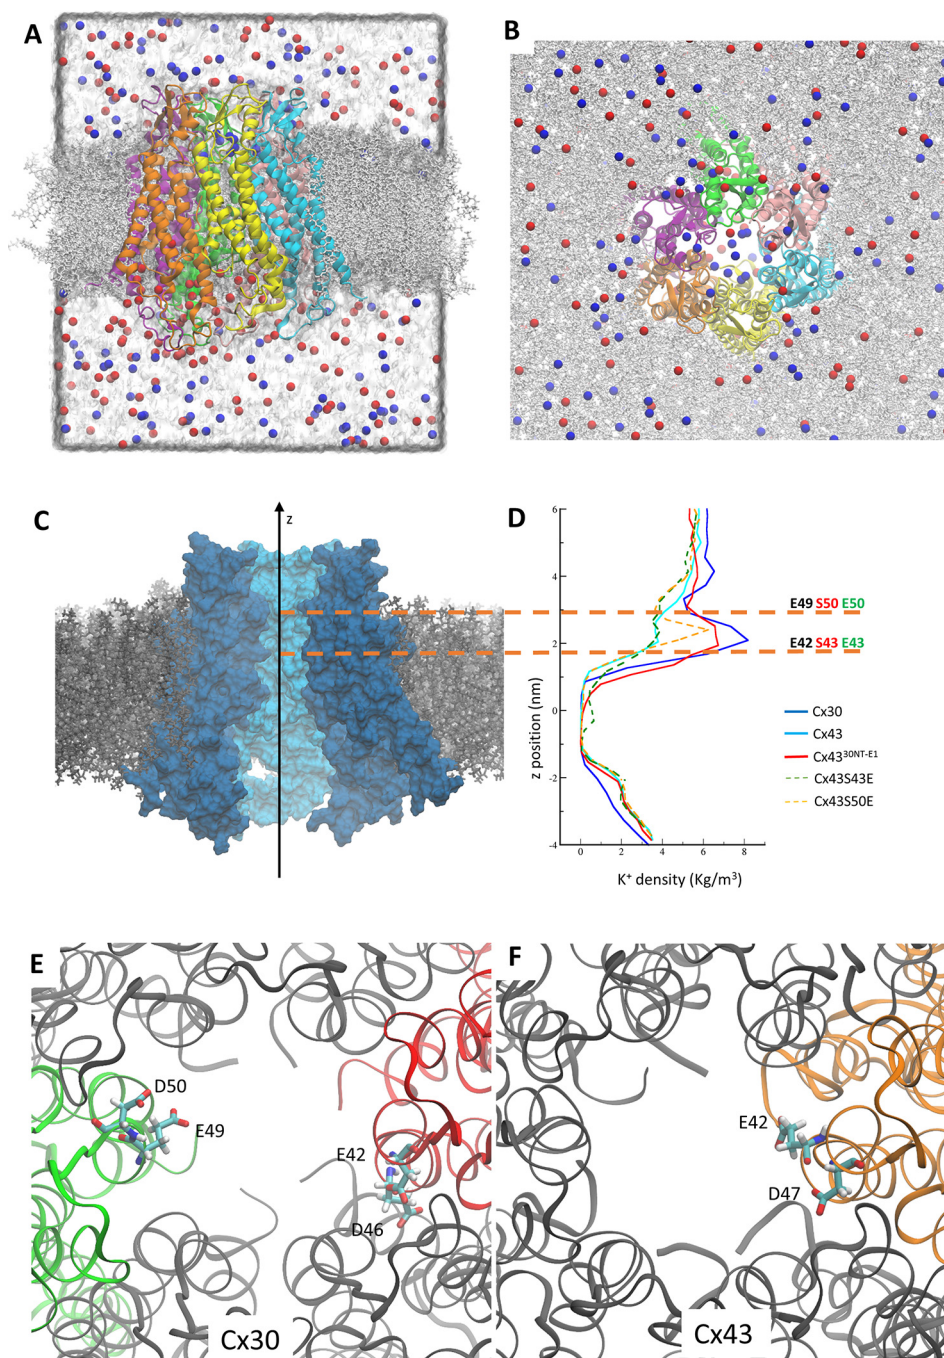 A
B
C
z
D
6
4
2
0
-2
-4
z position (nm)
0 2 4 6 8
K⁺ density (Kg/m³)
E49 S50 E50
E42 S43 E43
Cx30
Cx43
Cx43³⁰ᴺᵀ⁻ᴱ¹
Cx43S43E
Cx43S50E
E
D50
E49
E42
D46
Cx30
F
E42
D47
Cx43